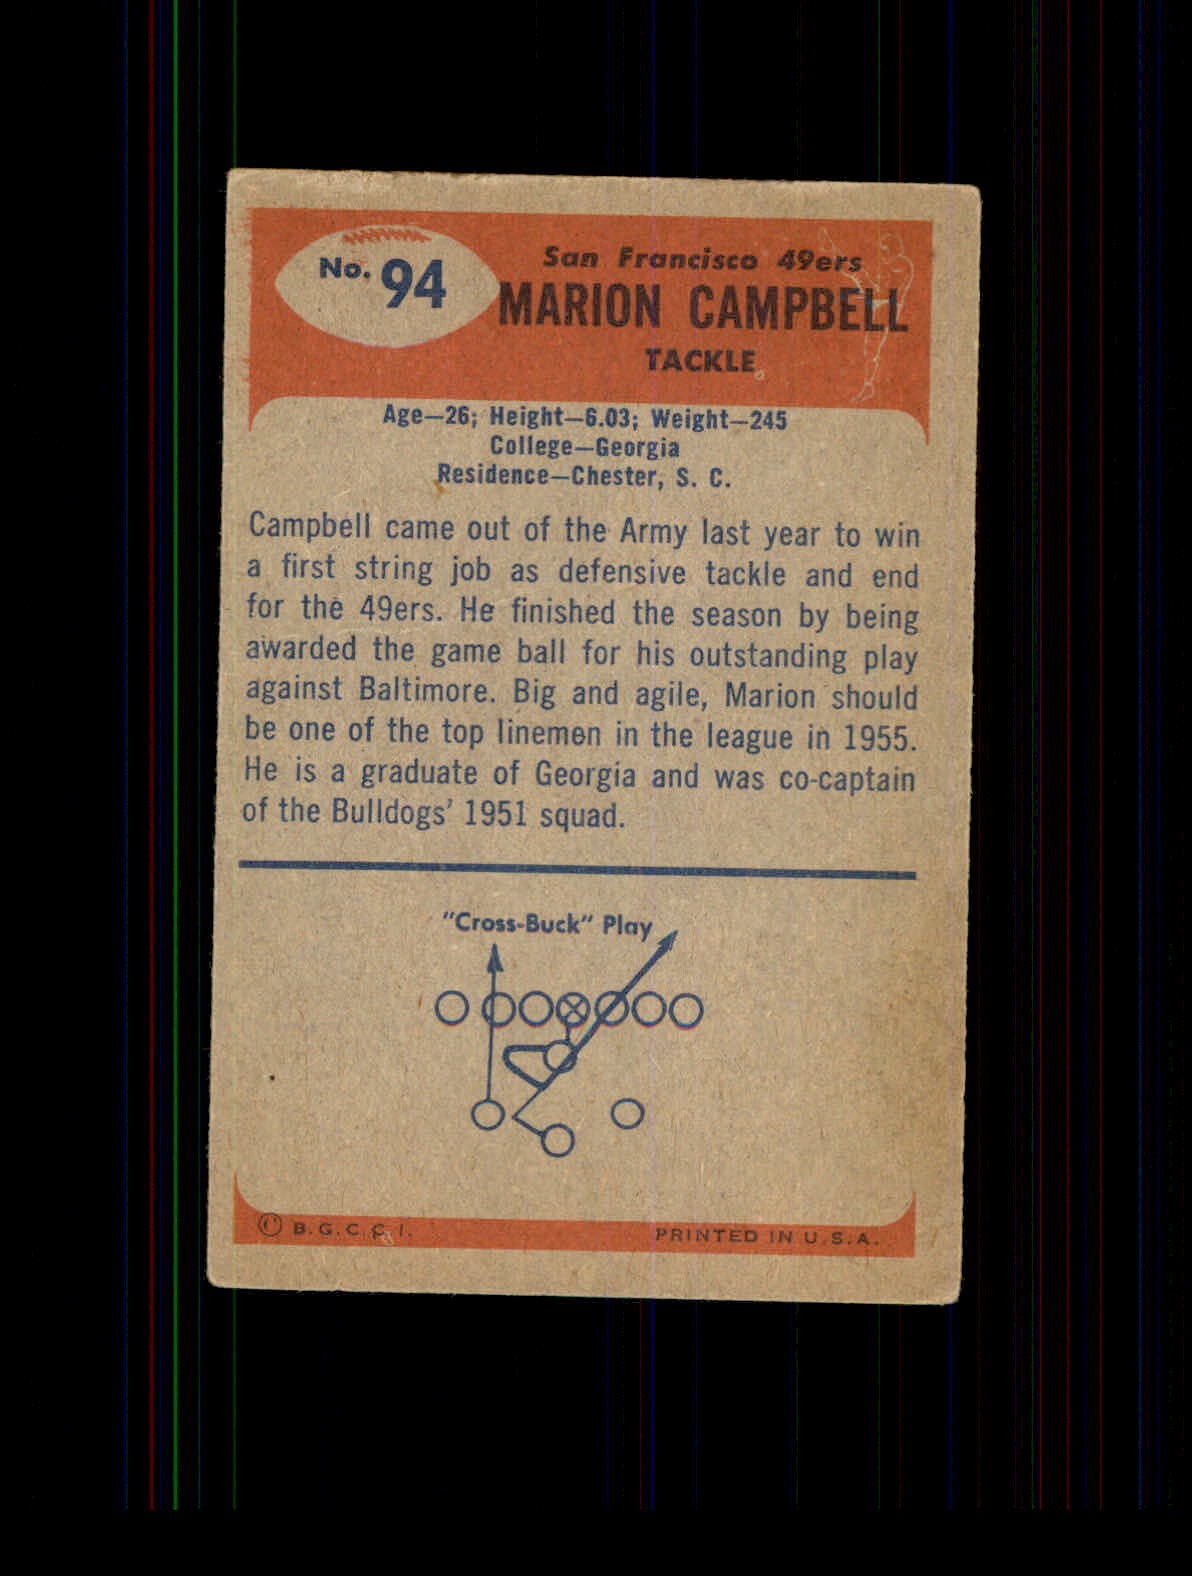 No. 94
San Francisco 49ers
MARION CAMPBELL
TACKLE
Age—26; Height—6.03; Weight—245
College—Georgia
Residence—Chester, S. C.
Campbell came out of the Army last year to win
a first string job as defensive tackle and end
for the 49ers. He finished the season by being
awarded the game ball for his outstanding play
against Baltimore. Big and agile, Marion should
be one of the top linemen in the league in 1955.
He is a graduate of Georgia and was co-captain
of the Bulldogs' 1951 squad.
"Cross-Buck" Play
© B.G.C.C.I.
PRINTED IN U.S.A.